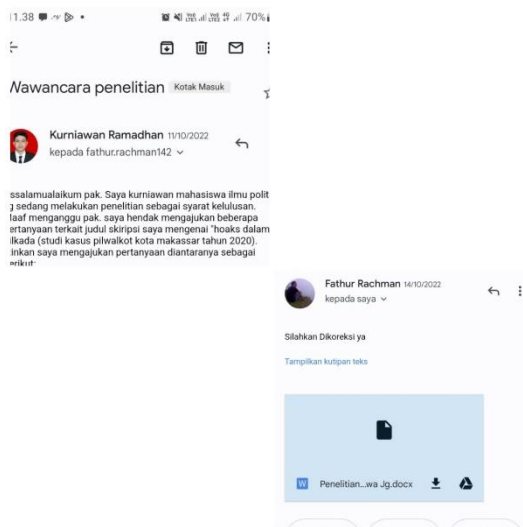 11.38
70%
Wawancara penelitian Kotak Masuk
Kurniawan Ramadhan 11/10/2022
kepada fathur.rachman142
ssalamualaikum pak. Saya kurniawan mahasiswa ilmu polit
g sedang melakukan penelitian sebagai syarat kelulusan.
laaf menganggu pak. saya hendak mengajukan beberapa
ertanyaan terkait judul skiripsi saya mengenai "hoaks dalam
ilkada (studi kasus pilwalkot kota makassar tahun 2020).
inkan saya mengajukan pertanyaan diantaranya sebagai
erikut:
Fathur Rachman 14/10/2022
kepada saya
Silahkan Dikoreksi ya
Tampilkan kutipan teks
W Penelitian...wa Jg.docx